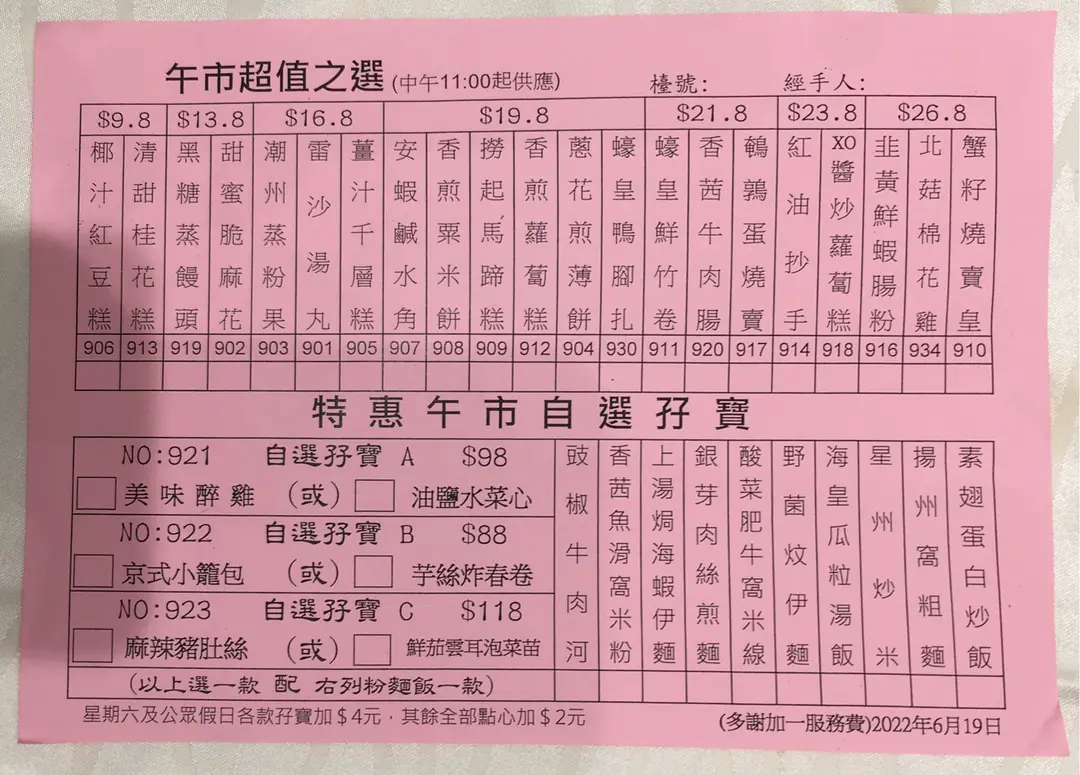 午市超值之選 (中午11:00起供應) 檯號: 經手人:
$9.8 $13.8 $16.8 $19.8 $21.8 $23.8 $26.8
椰汁紅豆糕
清甜桂花糕
黑糖蒸饅頭
甜蜜脆麻花
潮州蒸粉果
雷沙湯丸
薑汁千層糕
安蝦鹹水角
香煎粟米餅
撈起馬蹄糕
香煎蘿蔔糕
蔥花煎薄餅
蠔皇鴨腳扎
蠔皇鮮竹卷
香茜牛肉腸
鵪鶉蛋燒賣
紅油抄手
XO醬炒蘿蔔糕
韭黃鮮蝦腸粉
北菇棉花雞
蟹籽燒賣皇
906 913 919 902 903 901 905 907 908 909 912 904 930 911 920 917 914 918 916 934 910
特惠午市自選孖寶
NO:921 自選孖寶 A $98
美味醉雞 (或) 油鹽水菜心
NO:922 自選孖寶 B $88
京式小籠包 (或) 芋絲炸春卷
NO:923 自選孖寶 C $118
麻辣豬肚絲 (或) 鮮茄雲耳泡菜苗
(以上選一款 配 右列粉麵飯一款)
豉椒牛肉河
香茜魚滑窩米粉
上湯焗海蝦伊麵
銀芽肉絲煎麵
酸菜肥牛窩米線
野菌炆伊麵
海皇瓜粒湯飯
星州炒米
揚州窩粗麵
素翅蛋白炒飯
星期六及公眾假日各款孖寶加＄4元，其餘全部點心加＄2元
(多謝加一服務費)2022年6月19日